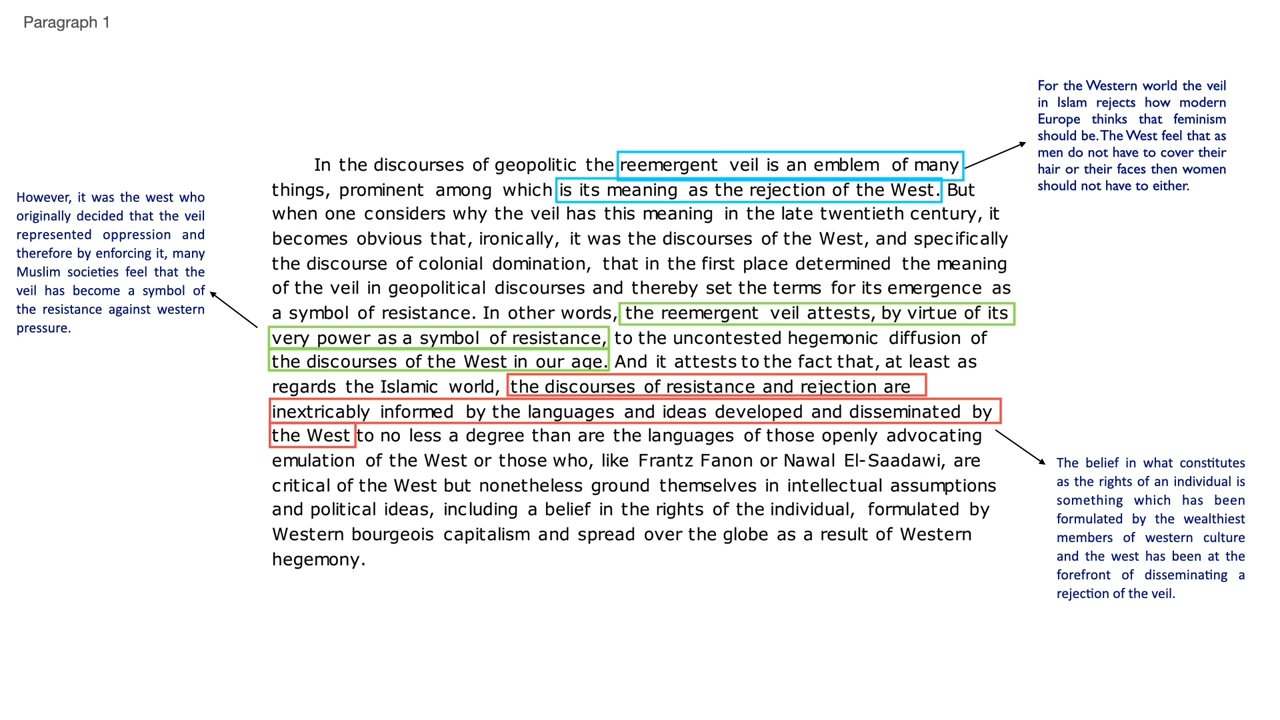 Paragraph 1
For the Western world the veil
in Islam rejects how modern
Europe thinks that feminism
should be. The West feel that as
men do not have to cover their
hair or their faces then women
should not have to either.
However, it was the west who
originally decided that the veil
represented oppression and
therefore by enforcing it, many
Muslim societies feel that the
veil has become a symbol of
the resistance against western
pressure.
In the discourses of geopolitic the reemergent veil is an emblem of many
things, prominent among which is its meaning as the rejection of the West. But
when one considers why the veil has this meaning in the late twentieth century, it
becomes obvious that, ironically, it was the discourses of the West, and specifically
the discourse of colonial domination, that in the first place determined the meaning
of the veil in geopolitical discourses and thereby set the terms for its emergence as
a symbol of resistance. In other words, the reemergent veil attests, by virtue of its
very power as a symbol of resistance, to the uncontested hegemonic diffusion of
the discourses of the West in our age. And it attests to the fact that, at least as
regards the Islamic world, the discourses of resistance and rejection are
inextricably informed by the languages and ideas developed and disseminated by
the West to no less a degree than are the languages of those openly advocating
emulation of the West or those who, like Frantz Fanon or Nawal El-Saadawi, are
critical of the West but nonetheless ground themselves in intellectual assumptions
and political ideas, including a belief in the rights of the individual, formulated by
Western bourgeois capitalism and spread over the globe as a result of Western
hegemony.
The belief in what constitutes
as the rights of an individual is
something which has been
formulated by the wealthiest
members of western culture
and the west has been at the
forefront of disseminating a
rejection of the veil.